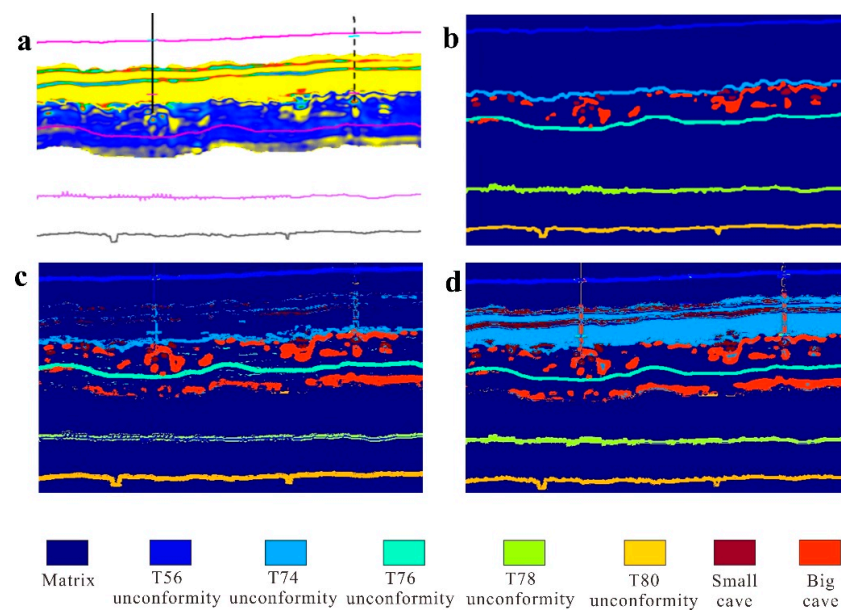 a
b
c
d
Matrix
T56
unconformity
T74
unconformity
T76
unconformity
T78
unconformity
T80
unconformity
Small
cave
Big
cave